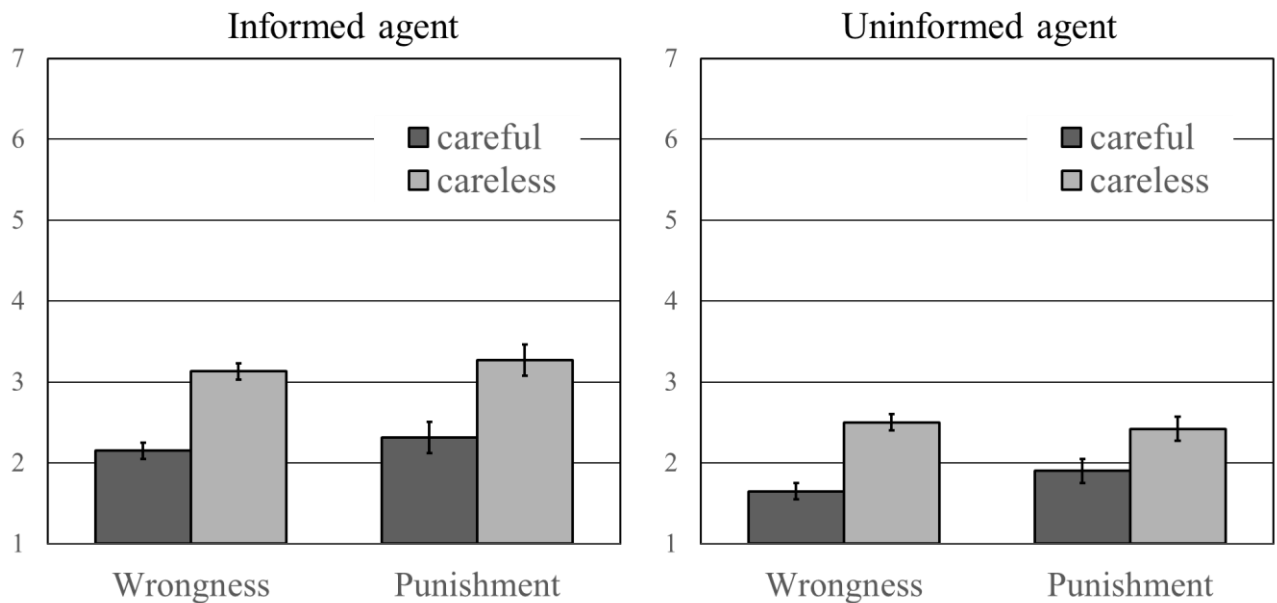 Informed agent
7
6
5
4
3
2
1
careful
careless
Wrongness
Punishment
Uninformed agent
7
6
5
4
3
2
1
careful
careless
Wrongness
Punishment